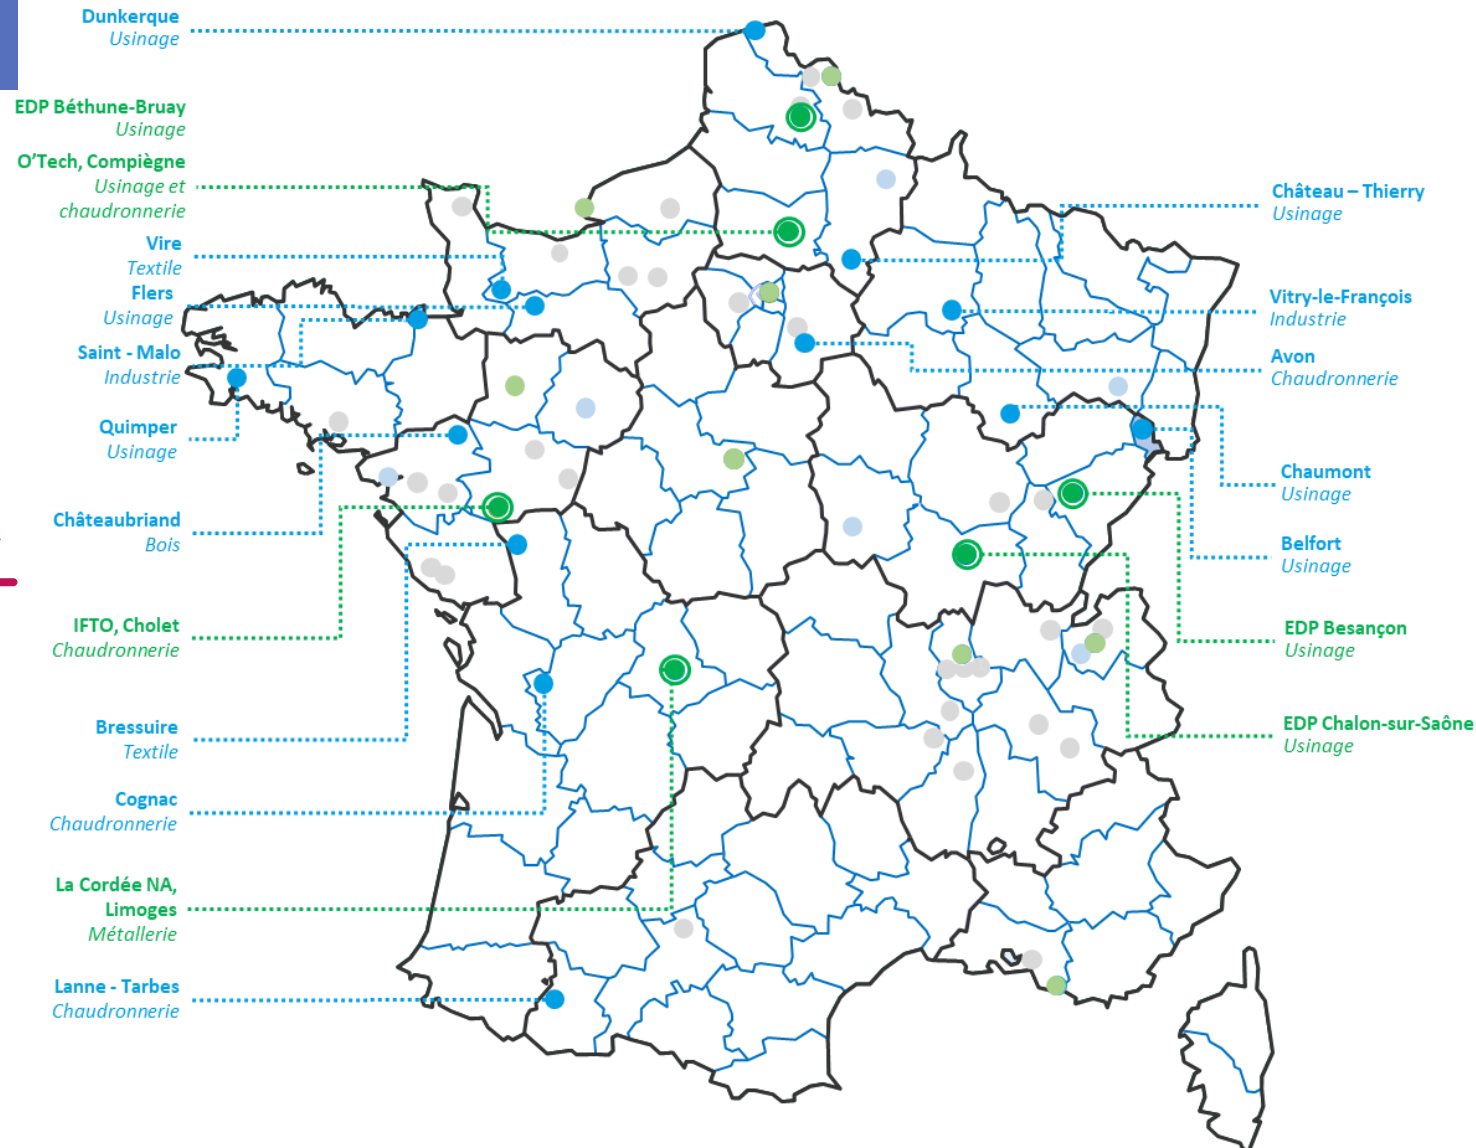 Dunkerque
Usinage
EDP Béthune-Bruay
Usinage
O'Tech, Compiègne
Usinage et
chaudronnerie
Vire
Textile
Flers
Usinage
Saint - Malo
Industrie
Quimper
Usinage
Châteaubriand
Bois
IFTO, Cholet
Chaudronnerie
Bressuire
Textile
Cognac
Chaudronnerie
La Cordée NA,
Limoges
Métallerie
Lanne - Tarbes
Chaudronnerie
Château – Thierry
Usinage
Vitry-le-François
Industrie
Avon
Chaudronnerie
Chaumont
Usinage
Belfort
Usinage
EDP Besançon
Usinage
EDP Chalon-sur-Saône
Usinage